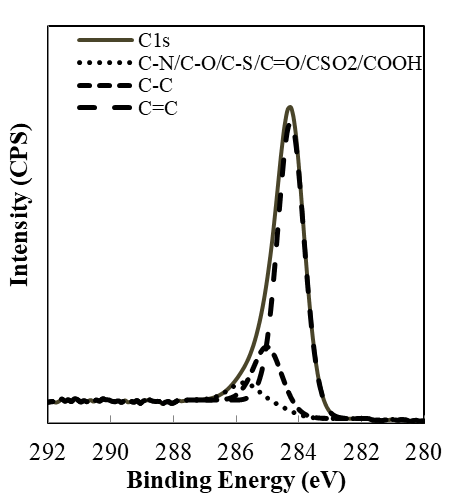 C1s
C-N/C-O/C-S/C=O/CSO2/COOH
C-C
C=C
Intensity (CPS)
292 290 288 286 284 282 280
Binding Energy (eV)